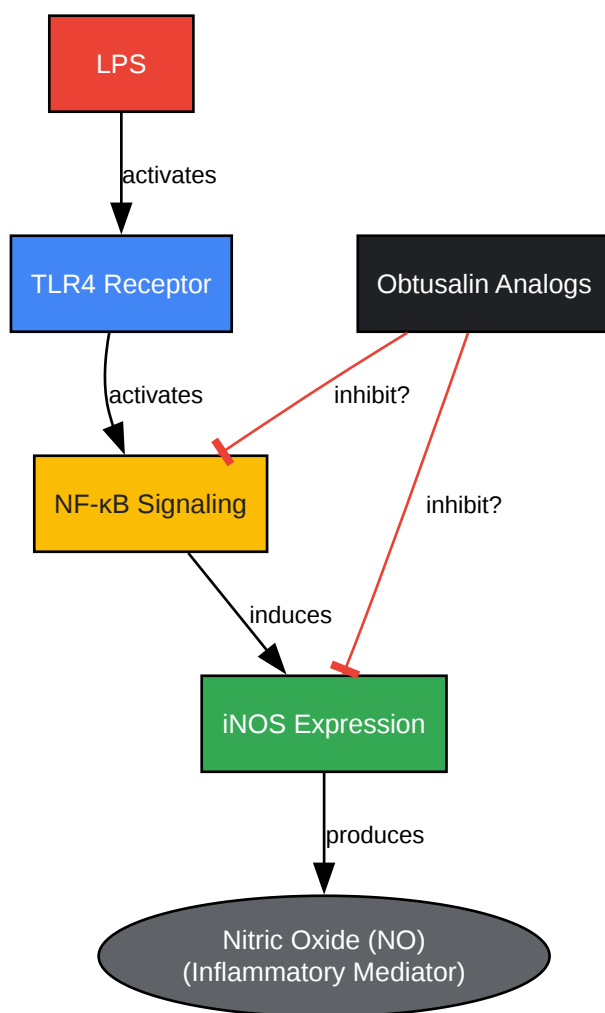 LPS
activates
TLR4 Receptor
Obtusalin Analogs
activates
inhibit?
NF-κB Signaling
inhibit?
induces
iNOS Expression
produces
Nitric Oxide (NO)
(Inflammatory Mediator)